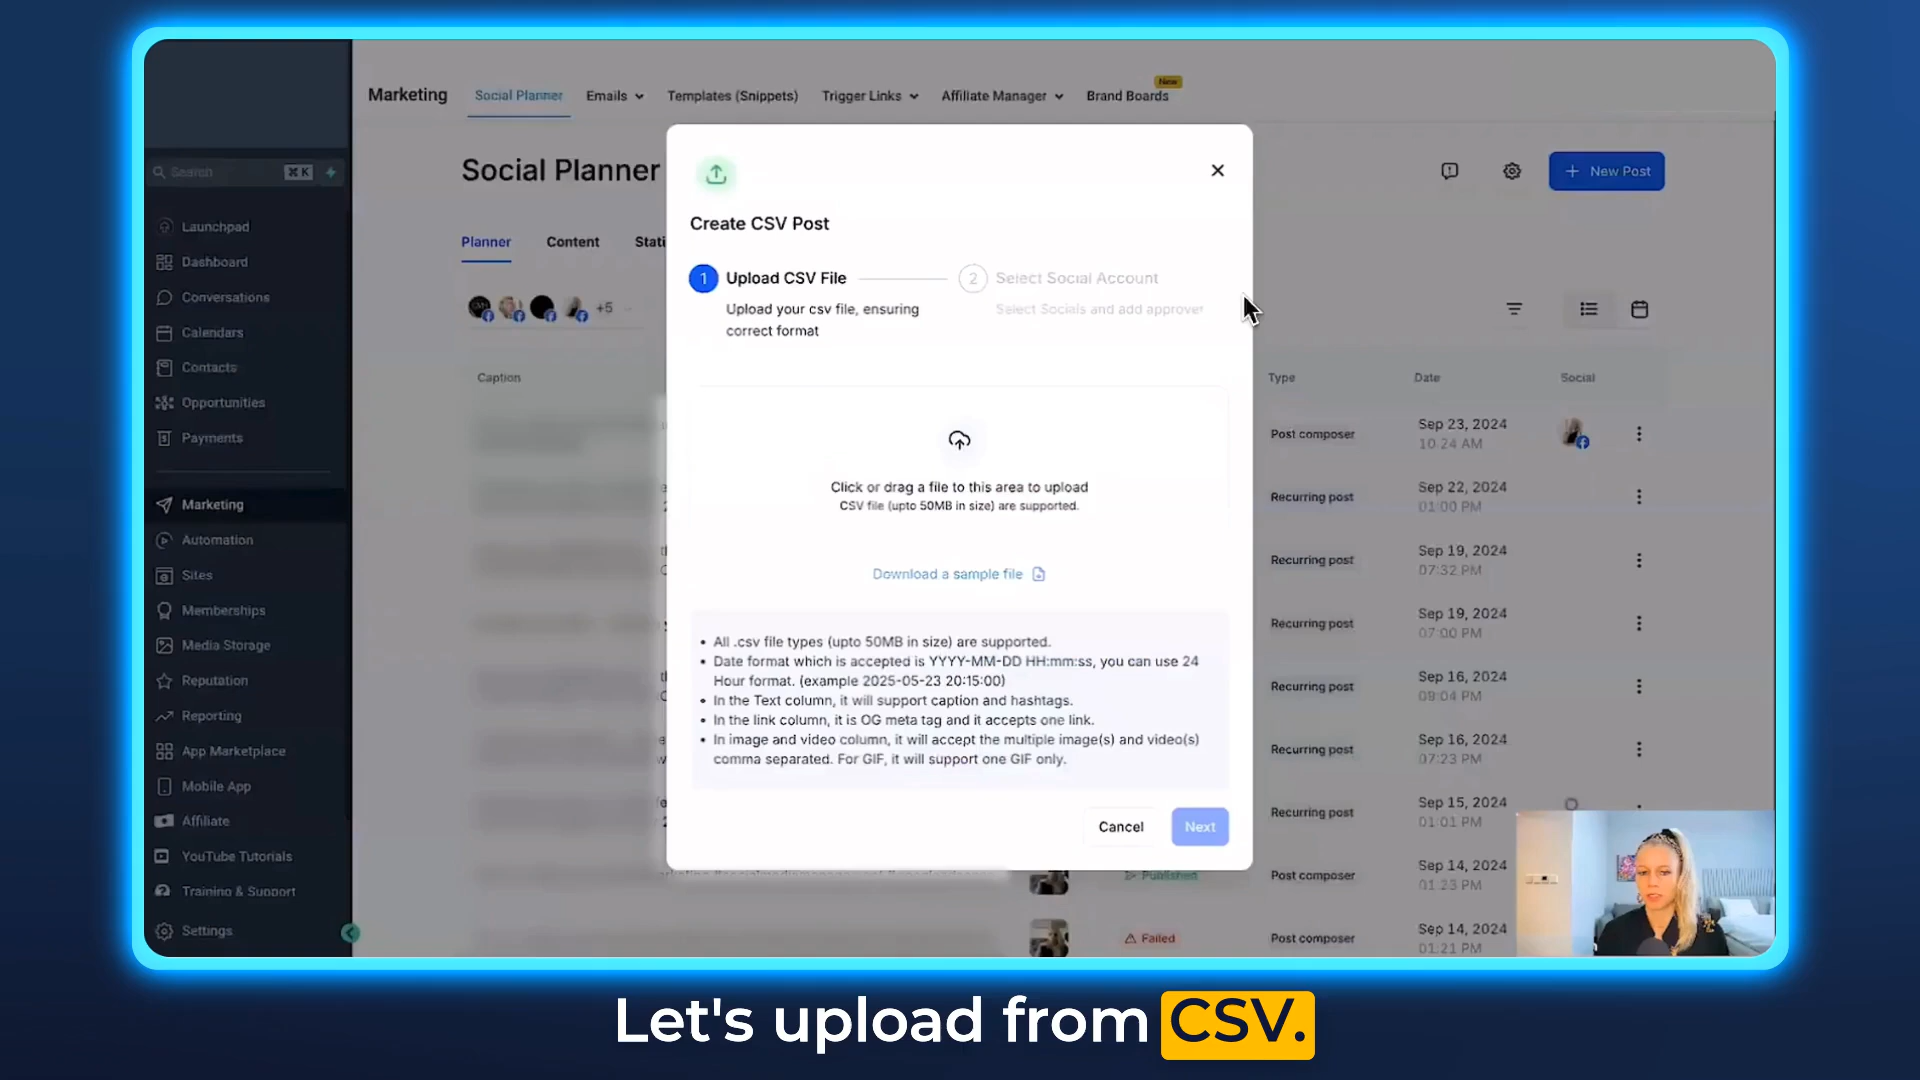 Marketing
Social Planner
Emails
Templates (Snippets)
Trigger Links
Affiliate Manager
Brand Boards
New
Search
⌘ K
Launchpad
Dashboard
Conversations
Calendars
Contacts
Opportunities
Payments
Marketing
Automation
Sites
Memberships
Media Storage
Reputation
Reporting
App Marketplace
Mobile App
Affiliate
YouTube Tutorials
Training & Support
Settings
Social Planner
+ New Post
Planner
Content
Stati
+5
Caption
Type
Date
Social
Create CSV Post
1 Upload CSV File
Upload your csv file, ensuring
correct format
2 Select Social Account
Select Socials and add approver
Click or drag a file to this area to upload
CSV file (upto 50MB in size) are supported.
Download a sample file
• All .csv file types (upto 50MB in size) are supported.
• Date format which is accepted is YYYY-MM-DD HH:mm:ss, you can use 24
Hour format. (example 2025-05-23 20:15:00)
• In the Text column, it will support caption and hashtags.
• In the link column, it is OG meta tag and it accepts one link.
• In image and video column, it will accept the multiple image(s) and video(s)
comma separated. For GIF, it will support one GIF only.
Cancel
Next
Post composer
Sep 23, 2024
10:24 AM
Recurring post
Sep 22, 2024
01:00 PM
Recurring post
Sep 19, 2024
07:32 PM
Recurring post
Sep 19, 2024
07:00 PM
Recurring post
Sep 16, 2024
09:04 PM
Recurring post
Sep 16, 2024
07:23 PM
Recurring post
Sep 15, 2024
01:01 PM
Published
Post composer
Sep 14, 2024
01:23 PM
Failed
Post composer
Sep 14, 2024
01:21 PM
Let's upload from CSV.